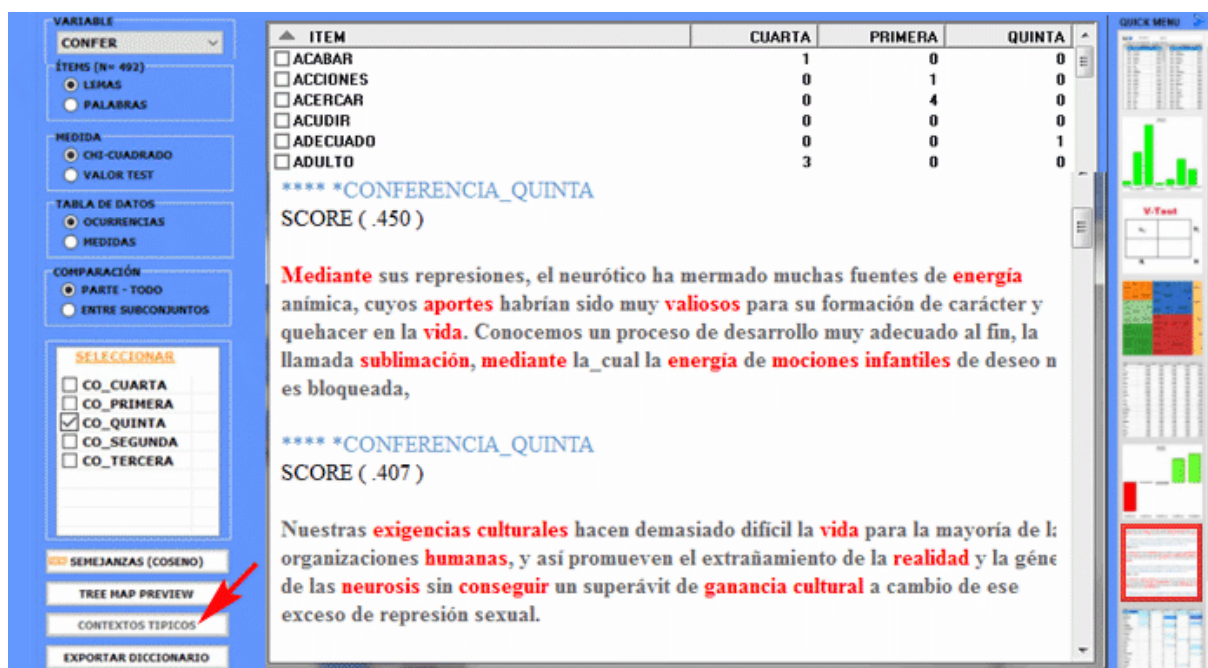 VARIABLE
CONFER
ÍTEMS (N= 492)
LEMAS
PALABRAS
MEDIDA
CHI-CUADRADO
VALOR TEST
TABLA DE DATOS
OCURRENCIAS
MEDIDAS
COMPARACIÓN
PARTE - TODO
ENTRE SUBCONJUNTOS
SELECCIONAR
CO_CUARTA
CO_PRIMERA
CO_QUINTA
CO_SEGUNDA
CO_TERCERA
SEMEJANZAS (COSENO)
TREE MAP PREVIEW
CONTEXTOS TIPICOS
EXPORTAR DICCIONARIO
ITEM CUARTA PRIMERA QUINTA
ACABAR 1 0 0
ACCIONES 0 1 0
ACERCAR 0 4 0
ACUDIR 0 0 0
ADECUADO 0 0 1
ADULTO 3 0 0
**** *CONFERENCIA_QUINTA
SCORE ( .450 )
Mediante sus represiones, el neurótico ha mermado muchas fuentes de energía
anímica, cuyos aportes habrían sido muy valiosos para su formación de carácter y
quehacer en la vida. Conocemos un proceso de desarrollo muy adecuado al fin, la
llamada sublimación, mediante la_cual la energía de mociones infantiles de deseo n
es bloqueada,
**** *CONFERENCIA_QUINTA
SCORE ( .407 )
Nuestras exigencias culturales hacen demasiado difícil la vida para la mayoría de la
organizaciones humanas, y así promueven el extrañamiento de la realidad y la géne
de las neurosis sin conseguir un superávit de ganancia cultural a cambio de ese
exceso de represión sexual.
QUICK MENU
V-Test